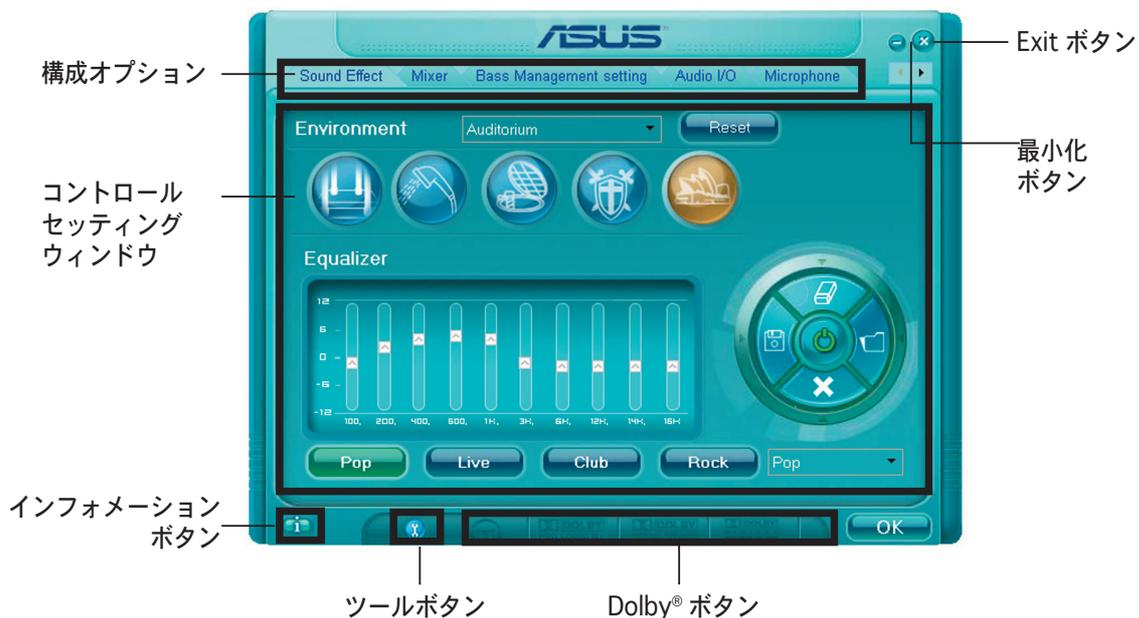 ASUS
Exit ボタン
構成オプション
Sound Effect Mixer Bass Management setting Audio I/O Microphone
Environment Auditorium Reset
最小化
ボタン
コントロール
セッティング
ウィンドウ
Equalizer
12
6
0
-6
-12
100, 200, 400, 600, 1K, 3K, 6K, 12K, 14K, 16K
Pop Live Club Rock Pop
インフォメーション
ボタン
DOLBY DOLBY DOLBY
OK
ツールボタン
Dolby® ボタン